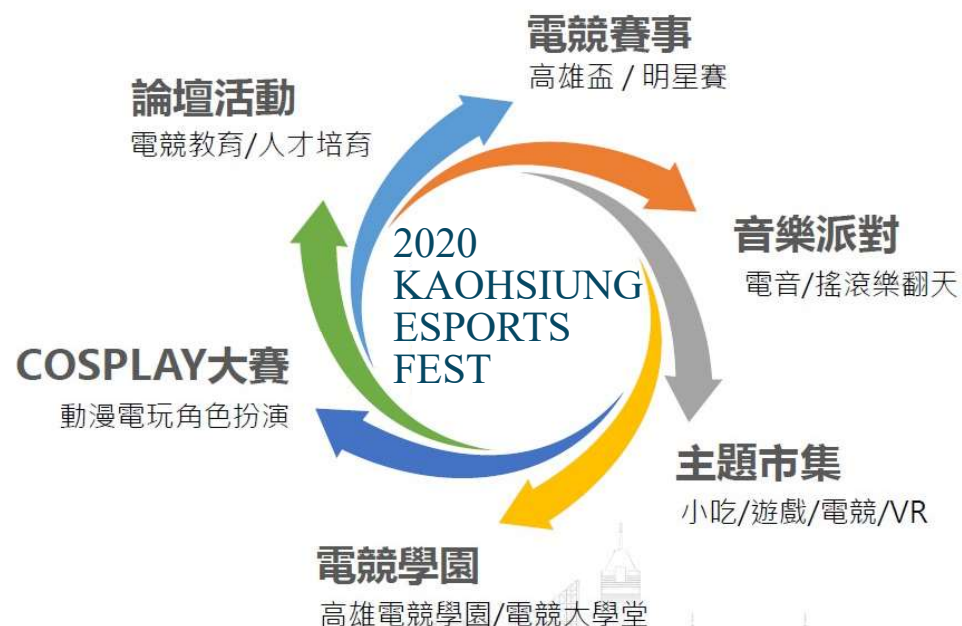 電競賽事
高雄盃 / 明星賽
論壇活動
電競教育/人才培育
音樂派對
電音/搖滾樂翻天
2020
KAOHSIUNG
ESPORTS
FEST
COSPLAY大賽
動漫電玩角色扮演
主題市集
小吃/遊戲/電競/VR
電競學園
高雄電競學園/電競大學堂